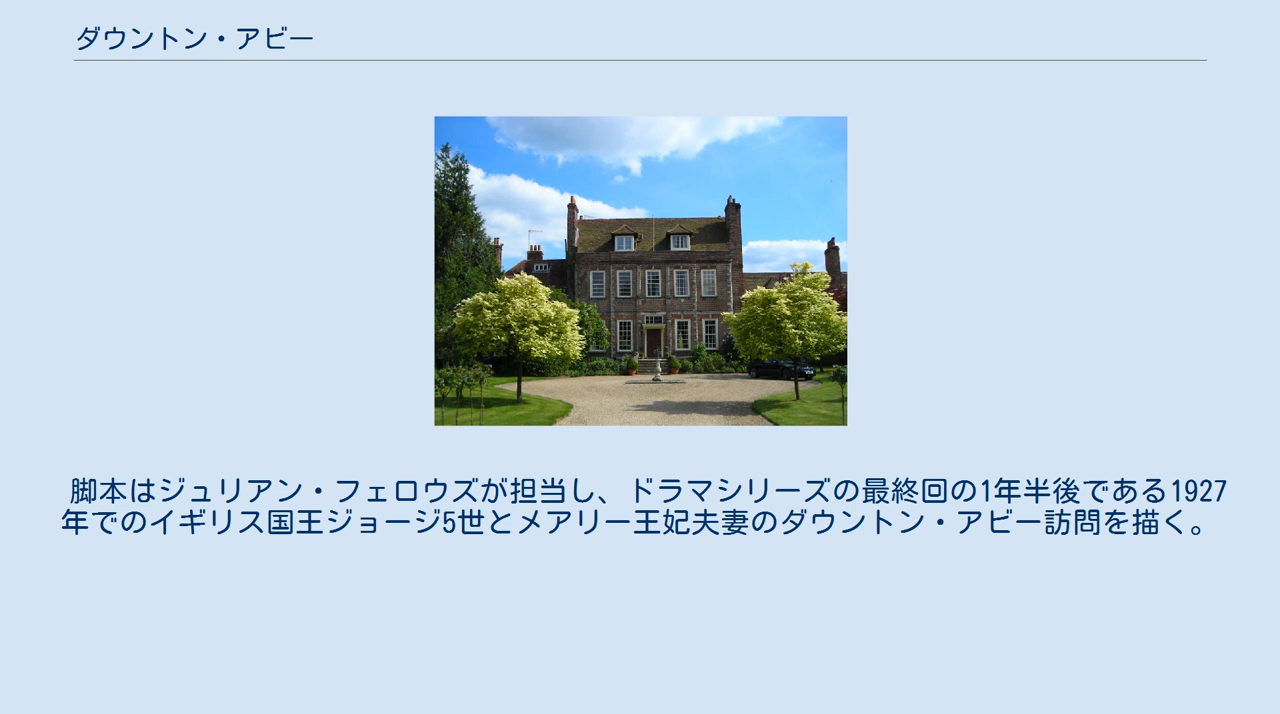 ダウントン・アビー
脚本はジュリアン・フェロウズが担当し、ドラマシリーズの最終回の1年半後である1927
年でのイギリス国王ジョージ5世とメアリー王妃夫妻のダウントン・アビー訪問を描く。